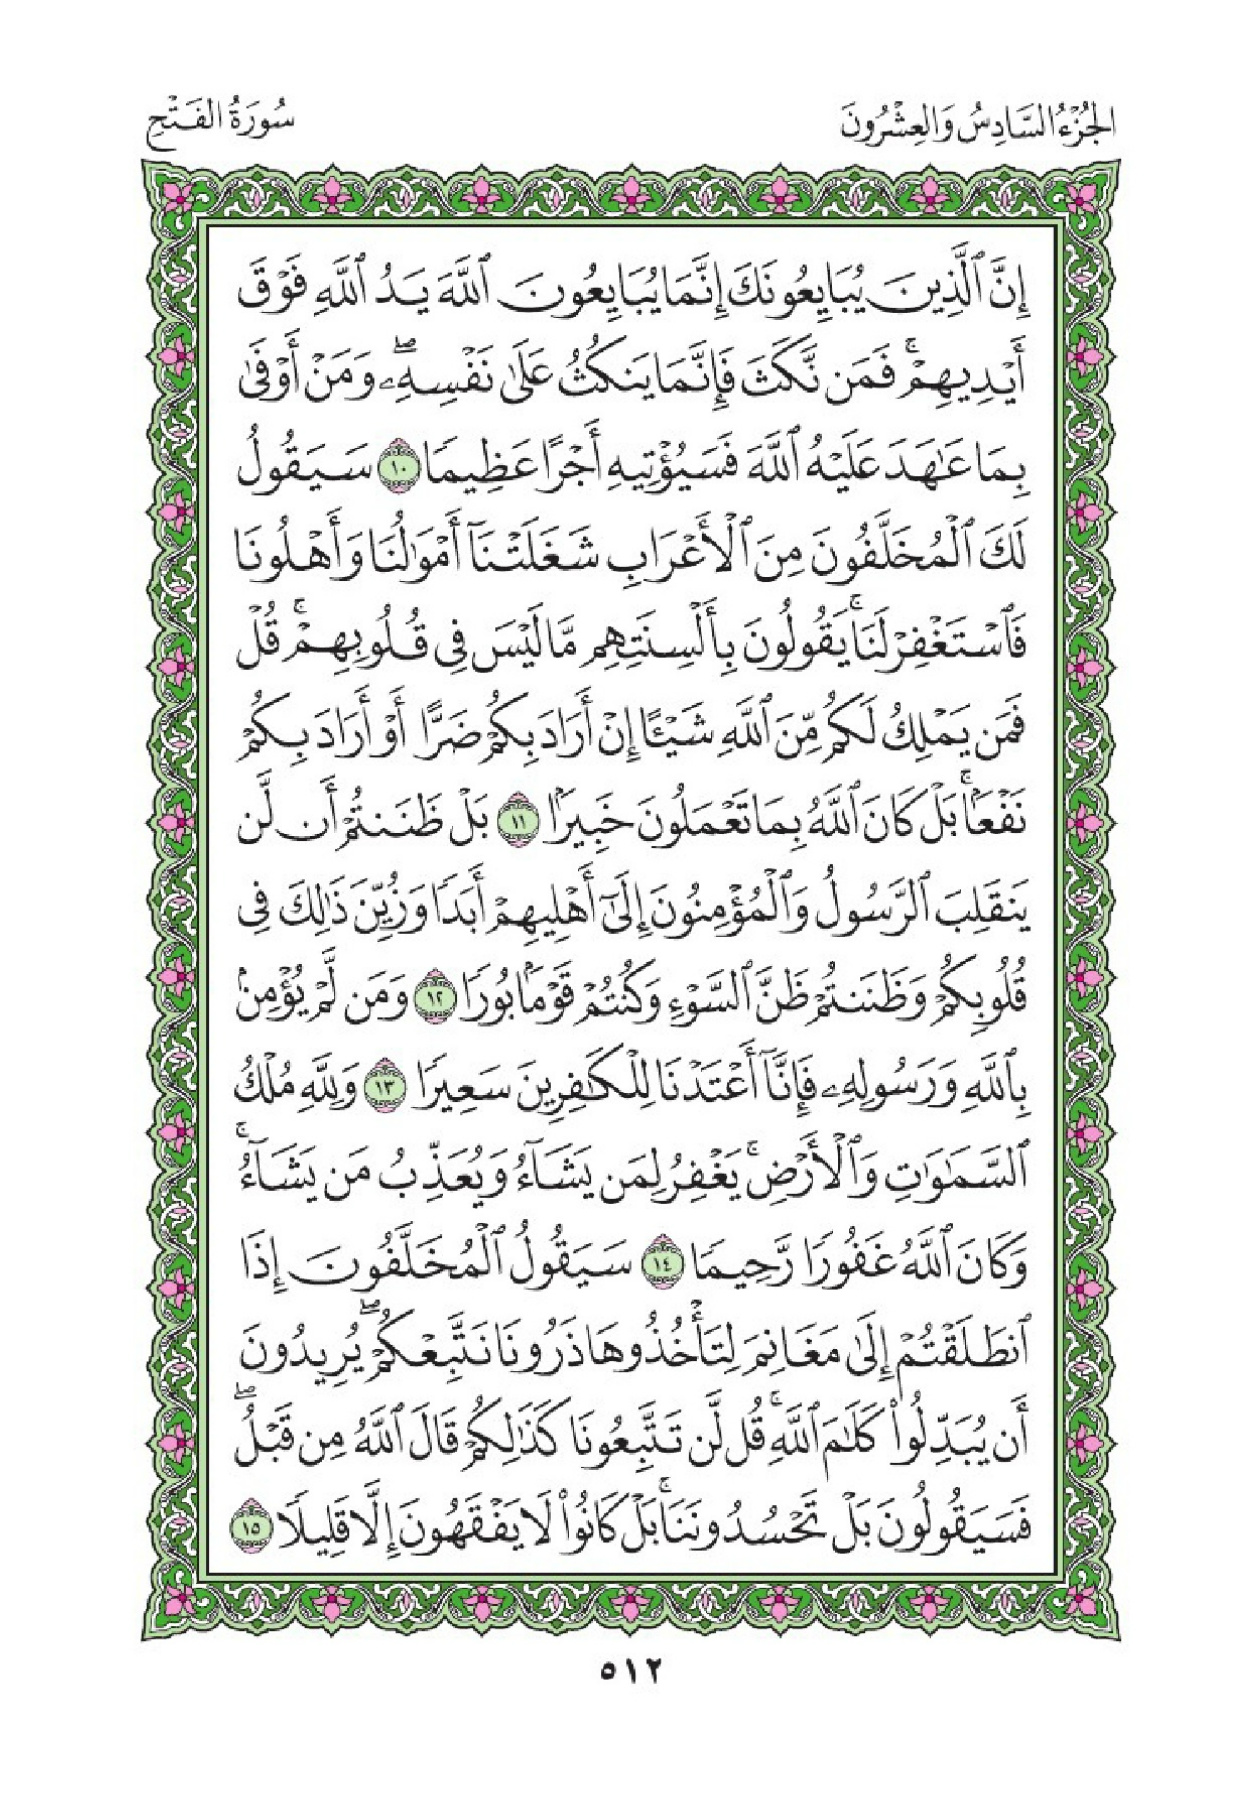 الجُزْءُ السَّادِسُ وَالعِشْرُونَ
سُورَةُ الفَتْحِ
إِنَّ ٱلَّذِينَ يُبَايِعُونَكَ إِنَّمَا يُبَايِعُونَ ٱللَّهَ يَدُ ٱللَّهِ فَوْقَ
أَيْدِيهِمْۚ فَمَن نَّكَثَ فَإِنَّمَا يَنكُثُ عَلَىٰ نَفْسِهِۦۖ وَمَنْ أَوْفَىٰ
بِمَا عَٰهَدَ عَلَيْهُ ٱللَّهَ فَسَيُؤْتِيهِ أَجْرًا عَظِيمًا ١٠ سَيَقُولُ
لَكَ ٱلْمُخَلَّفُونَ مِنَ ٱلْأَعْرَابِ شَغَلَتْنَآ أَمْوَٰلُنَا وَأَهْلُونَا
فَٱسْتَغْفِرْ لَنَاۚ يَقُولُونَ بِأَلْسِنَتِهِم مَّا لَيْسَ فِى قُلُوبِهِمْۚ قُلْ
فَمَن يَمْلِكُ لَكُم مِّنَ ٱللَّهِ شَيْـًٔا إِنْ أَرَادَ بِكُمْ ضَرًّا أَوْ أَرَادَ بِكُمْ
نَفْعَۢاۚ بَلْ كَانَ ٱللَّهُ بِمَا تَعْمَلُونَ خَبِيرَۢا ١١ بَلْ ظَنَنتُمْ أَن لَّن
يَنقَلِبَ ٱلرَّسُولُ وَٱلْمُؤْمِنُونَ إِلَىٰٓ أَهْلِيهِمْ أَبَدًا وَزُيِّنَ ذَٰلِكَ فِى
قُلُوبِكُمْ وَظَنَنتُمْ ظَنَّ ٱلسَّوْءِ وَكُنتُمْ قَوْمَۢا بُورًا ١٢ وَمَن لَّمْ يُؤْمِنۢ
بِٱللَّهِ وَرَسُولِهِۦ فَإِنَّآ أَعْتَدْنَا لِلْكَٰفِرِينَ سَعِيرًا ١٣ وَلِلَّهِ مُلْكُ
ٱلسَّمَٰوَٰتِ وَٱلْأَرْضِۚ يَغْفِرُ لِمَن يَشَآءُ وَيُعَذِّبُ مَن يَشَآءُۚ
وَكَانَ ٱللَّهُ غَفُورًا رَّحِيمًا ١٤ سَيَقُولُ ٱلْمُخَلَّفُونَ إِذَا
ٱنطَلَقْتُمْ إِلَىٰ مَغَانِمَ لِتَأْخُذُوهَا ذَرُونَا نَتَّبِعْكُمْۖ يُرِيدُونَ
أَن يُبَدِّلُوا۟ كَلَٰمَ ٱللَّهِۚ قُل لَّن تَتَّبِعُونَا كَذَٰلِكُمْ قَالَ ٱللَّهُ مِن قَبْلُۖ
فَسَيَقُولُونَ بَلْ تَحْسُدُونَنَاۚ بَلْ كَانُوا۟ لَا يَفْقَهُونَ إِلَّا قَلِيلًا ١٥
٥١٢